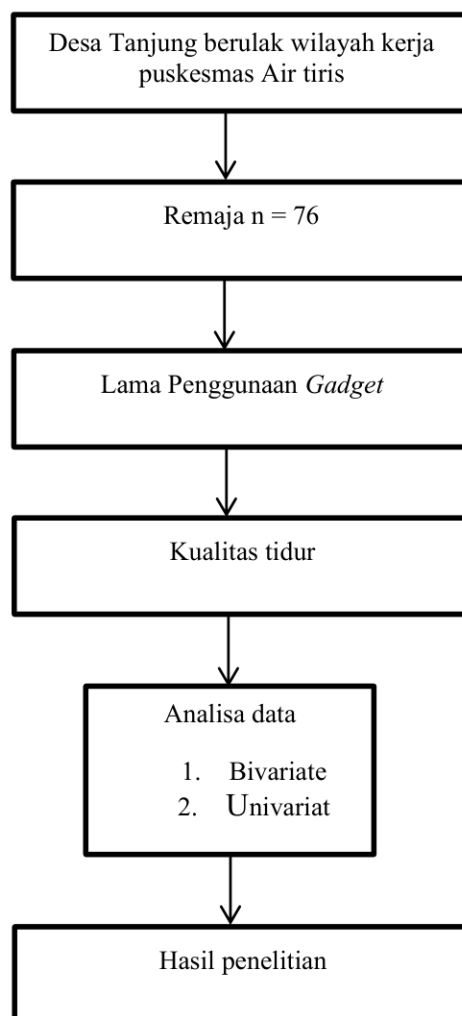 Desa Tanjung berulak wilayah kerja
puskesmas Air tiris
Remaja n = 76
Lama Penggunaan Gadget
Kualitas tidur
Analisa data
1. Bivariate
2. Univariat
Hasil penelitian